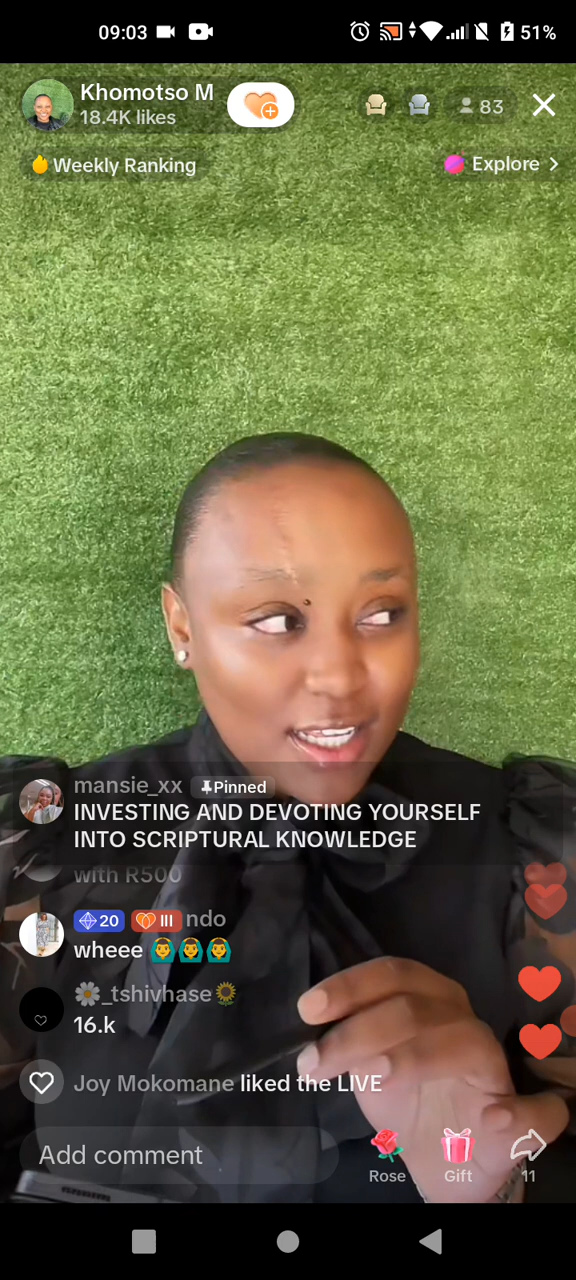 09:03
51%
Khomotso M
18.4K likes
83
Weekly Ranking
Explore
mansie_xx Pinned
INVESTING AND DEVOTING YOURSELF
INTO SCRIPTURAL KNOWLEDGE
with R500
20 III ndo
wheee
_tshivhase
16.k
Joy Mokomane liked the LIVE
Add comment
Rose
Gift
11